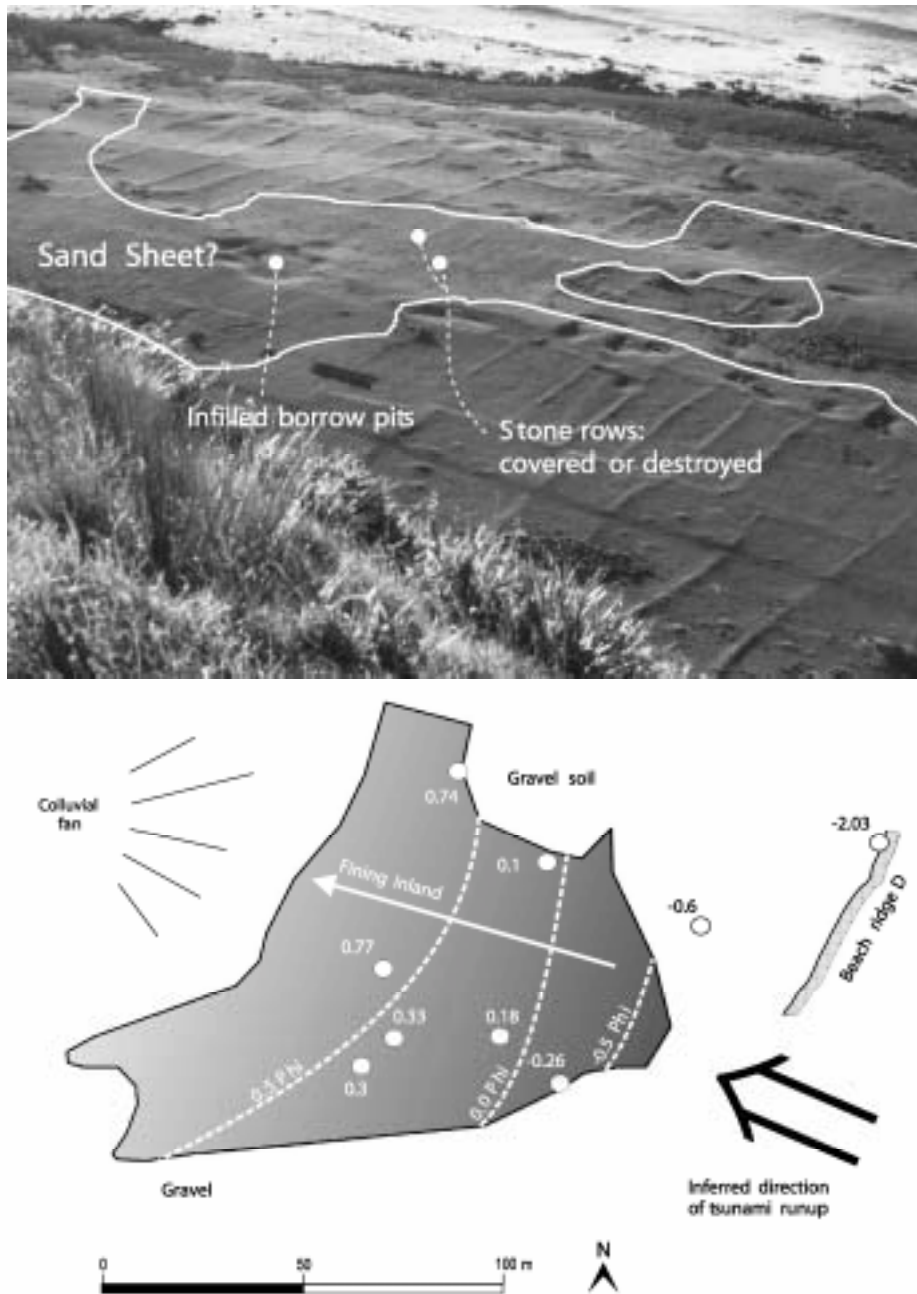 Sand Sheet?
Infilled borrow pits
Stone rows:
covered or destroyed
Colluvial
fan
Gravel soil
0.74
-2.03
0.1
Fining Inland
-0.6
Beach ridge D
0.77
0.33
0.18
0.3
-0.26
0.5 Phi
0.0 Phi
-0.5 Phi
Gravel
Inferred direction
of tsunami runup
0
50
100 m
N